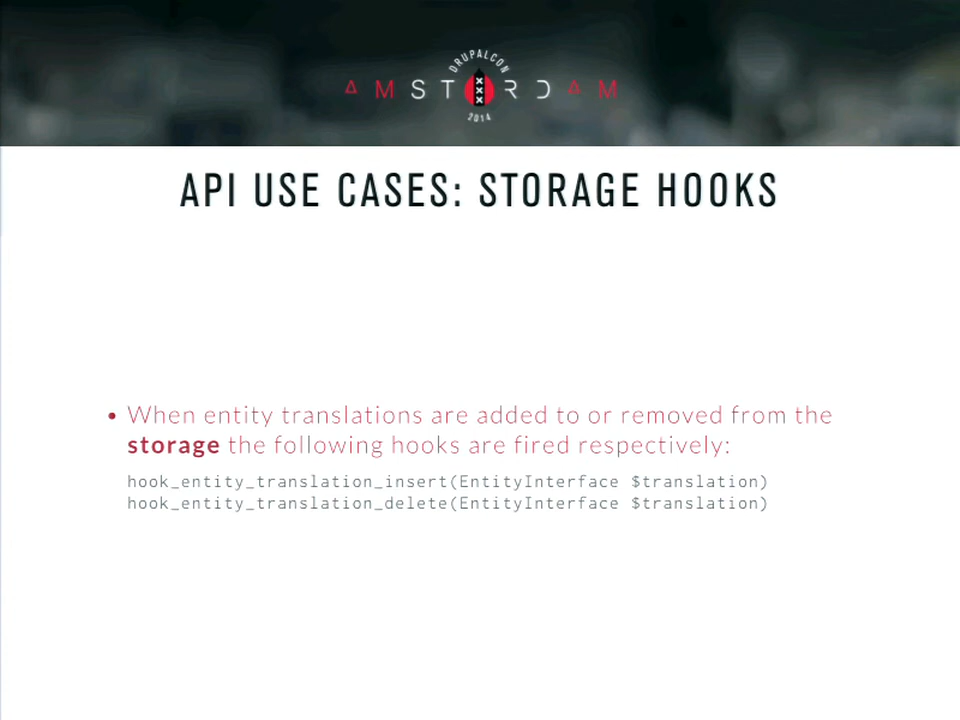 DRUPALCON
AMSTERDAM
2014
API USE CASES: STORAGE HOOKS
• When entity translations are added to or removed from the
storage the following hooks are fired respectively:
hook_entity_translation_insert(EntityInterface $translation)
hook_entity_translation_delete(EntityInterface $translation)